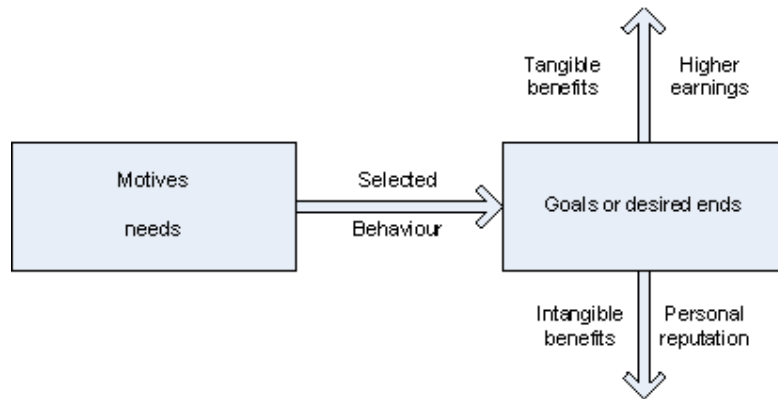 Tangible
benefits
Higher
earnings
Motives
needs
Selected
Behaviour
Goals or desired ends
Intangible
benefits
Personal
reputation